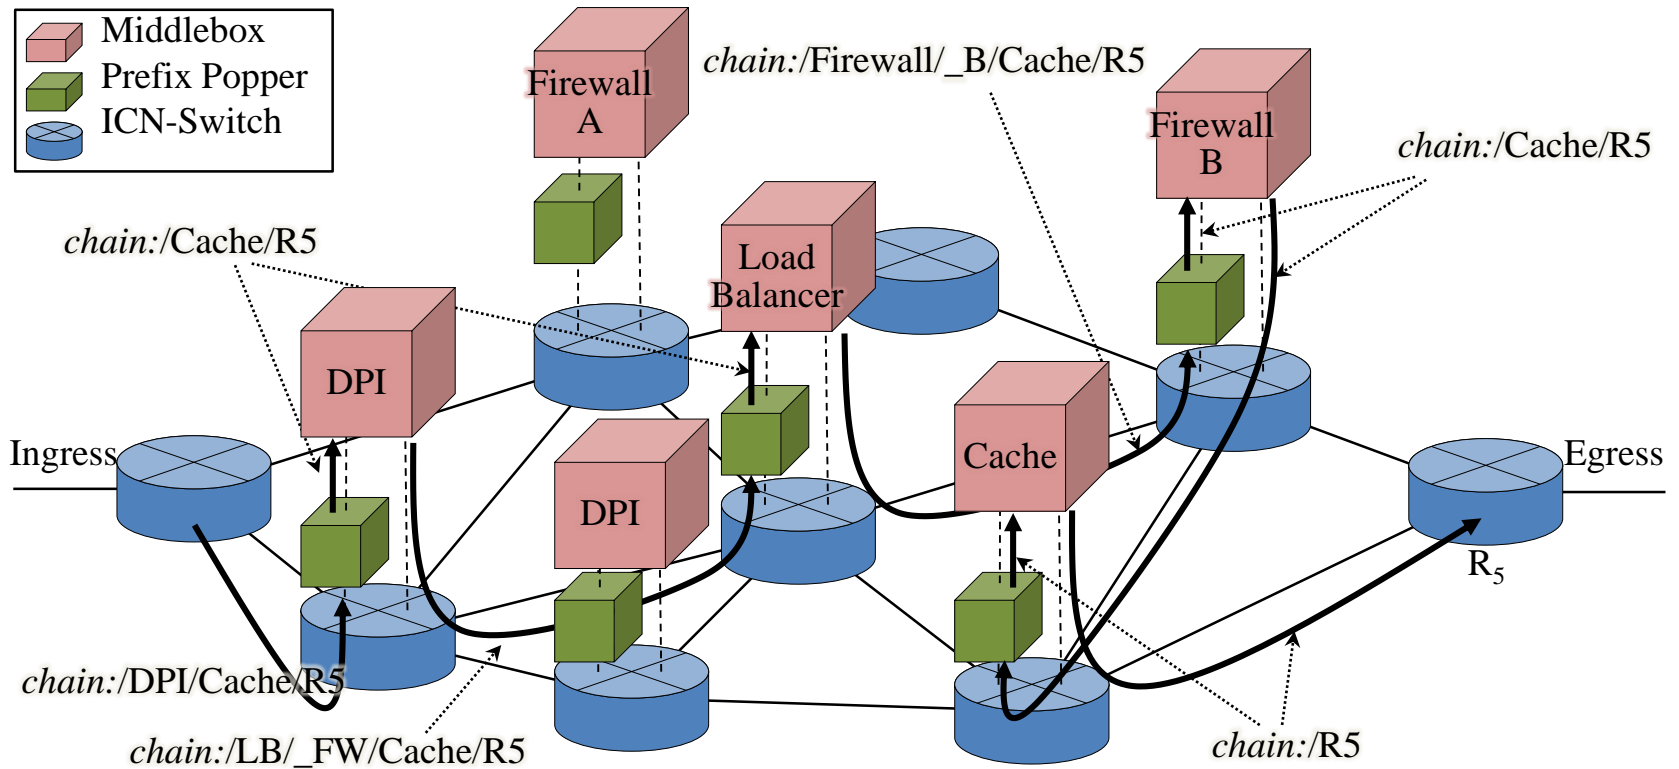 Middlebox
Prefix Popper
ICN-Switch
Firewall
A
chain:/Firewall/_B/Cache/R5
Firewall
B
chain:/Cache/R5
chain:/Cache/R5
Load
Balancer
DPI
Cache
Ingress
Egress
DPI
R5
chain:/DPI/Cache/R5
chain:/LB/_FW/Cache/R5
chain:/R5